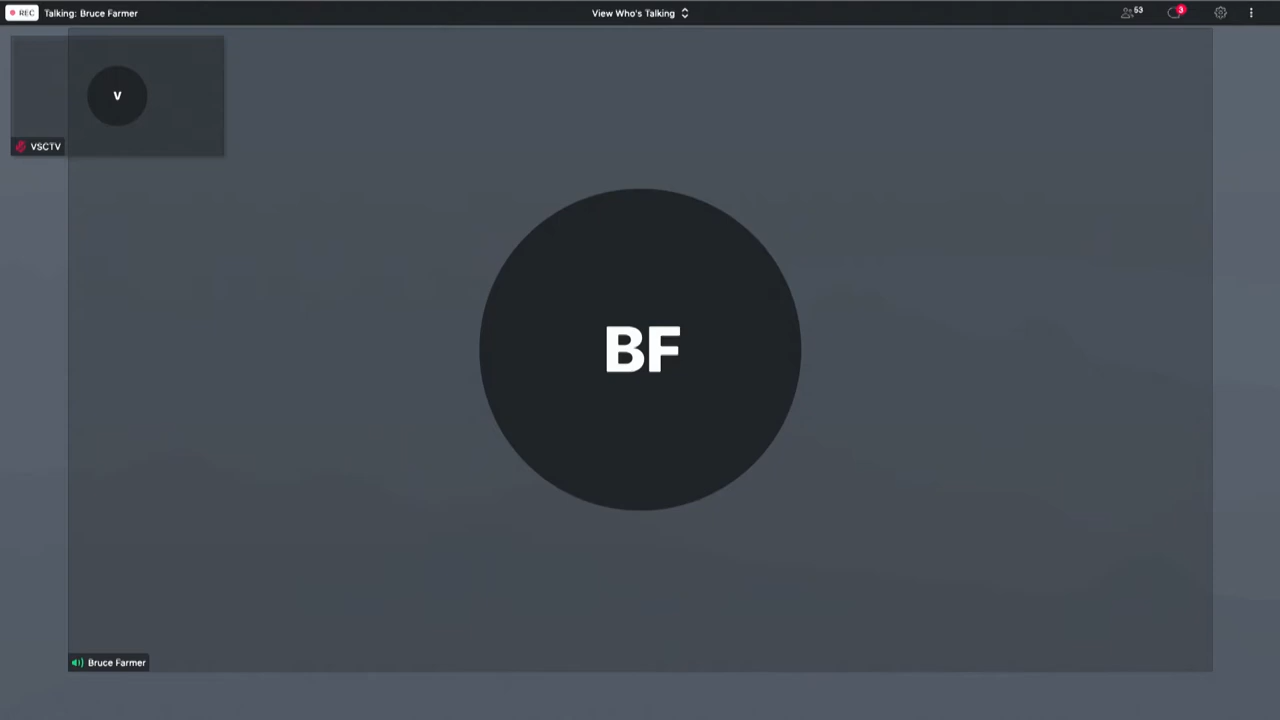 REC Talking: Bruce Farmer
View Who's Talking
53
3
V
VSCTV
BF
Bruce Farmer